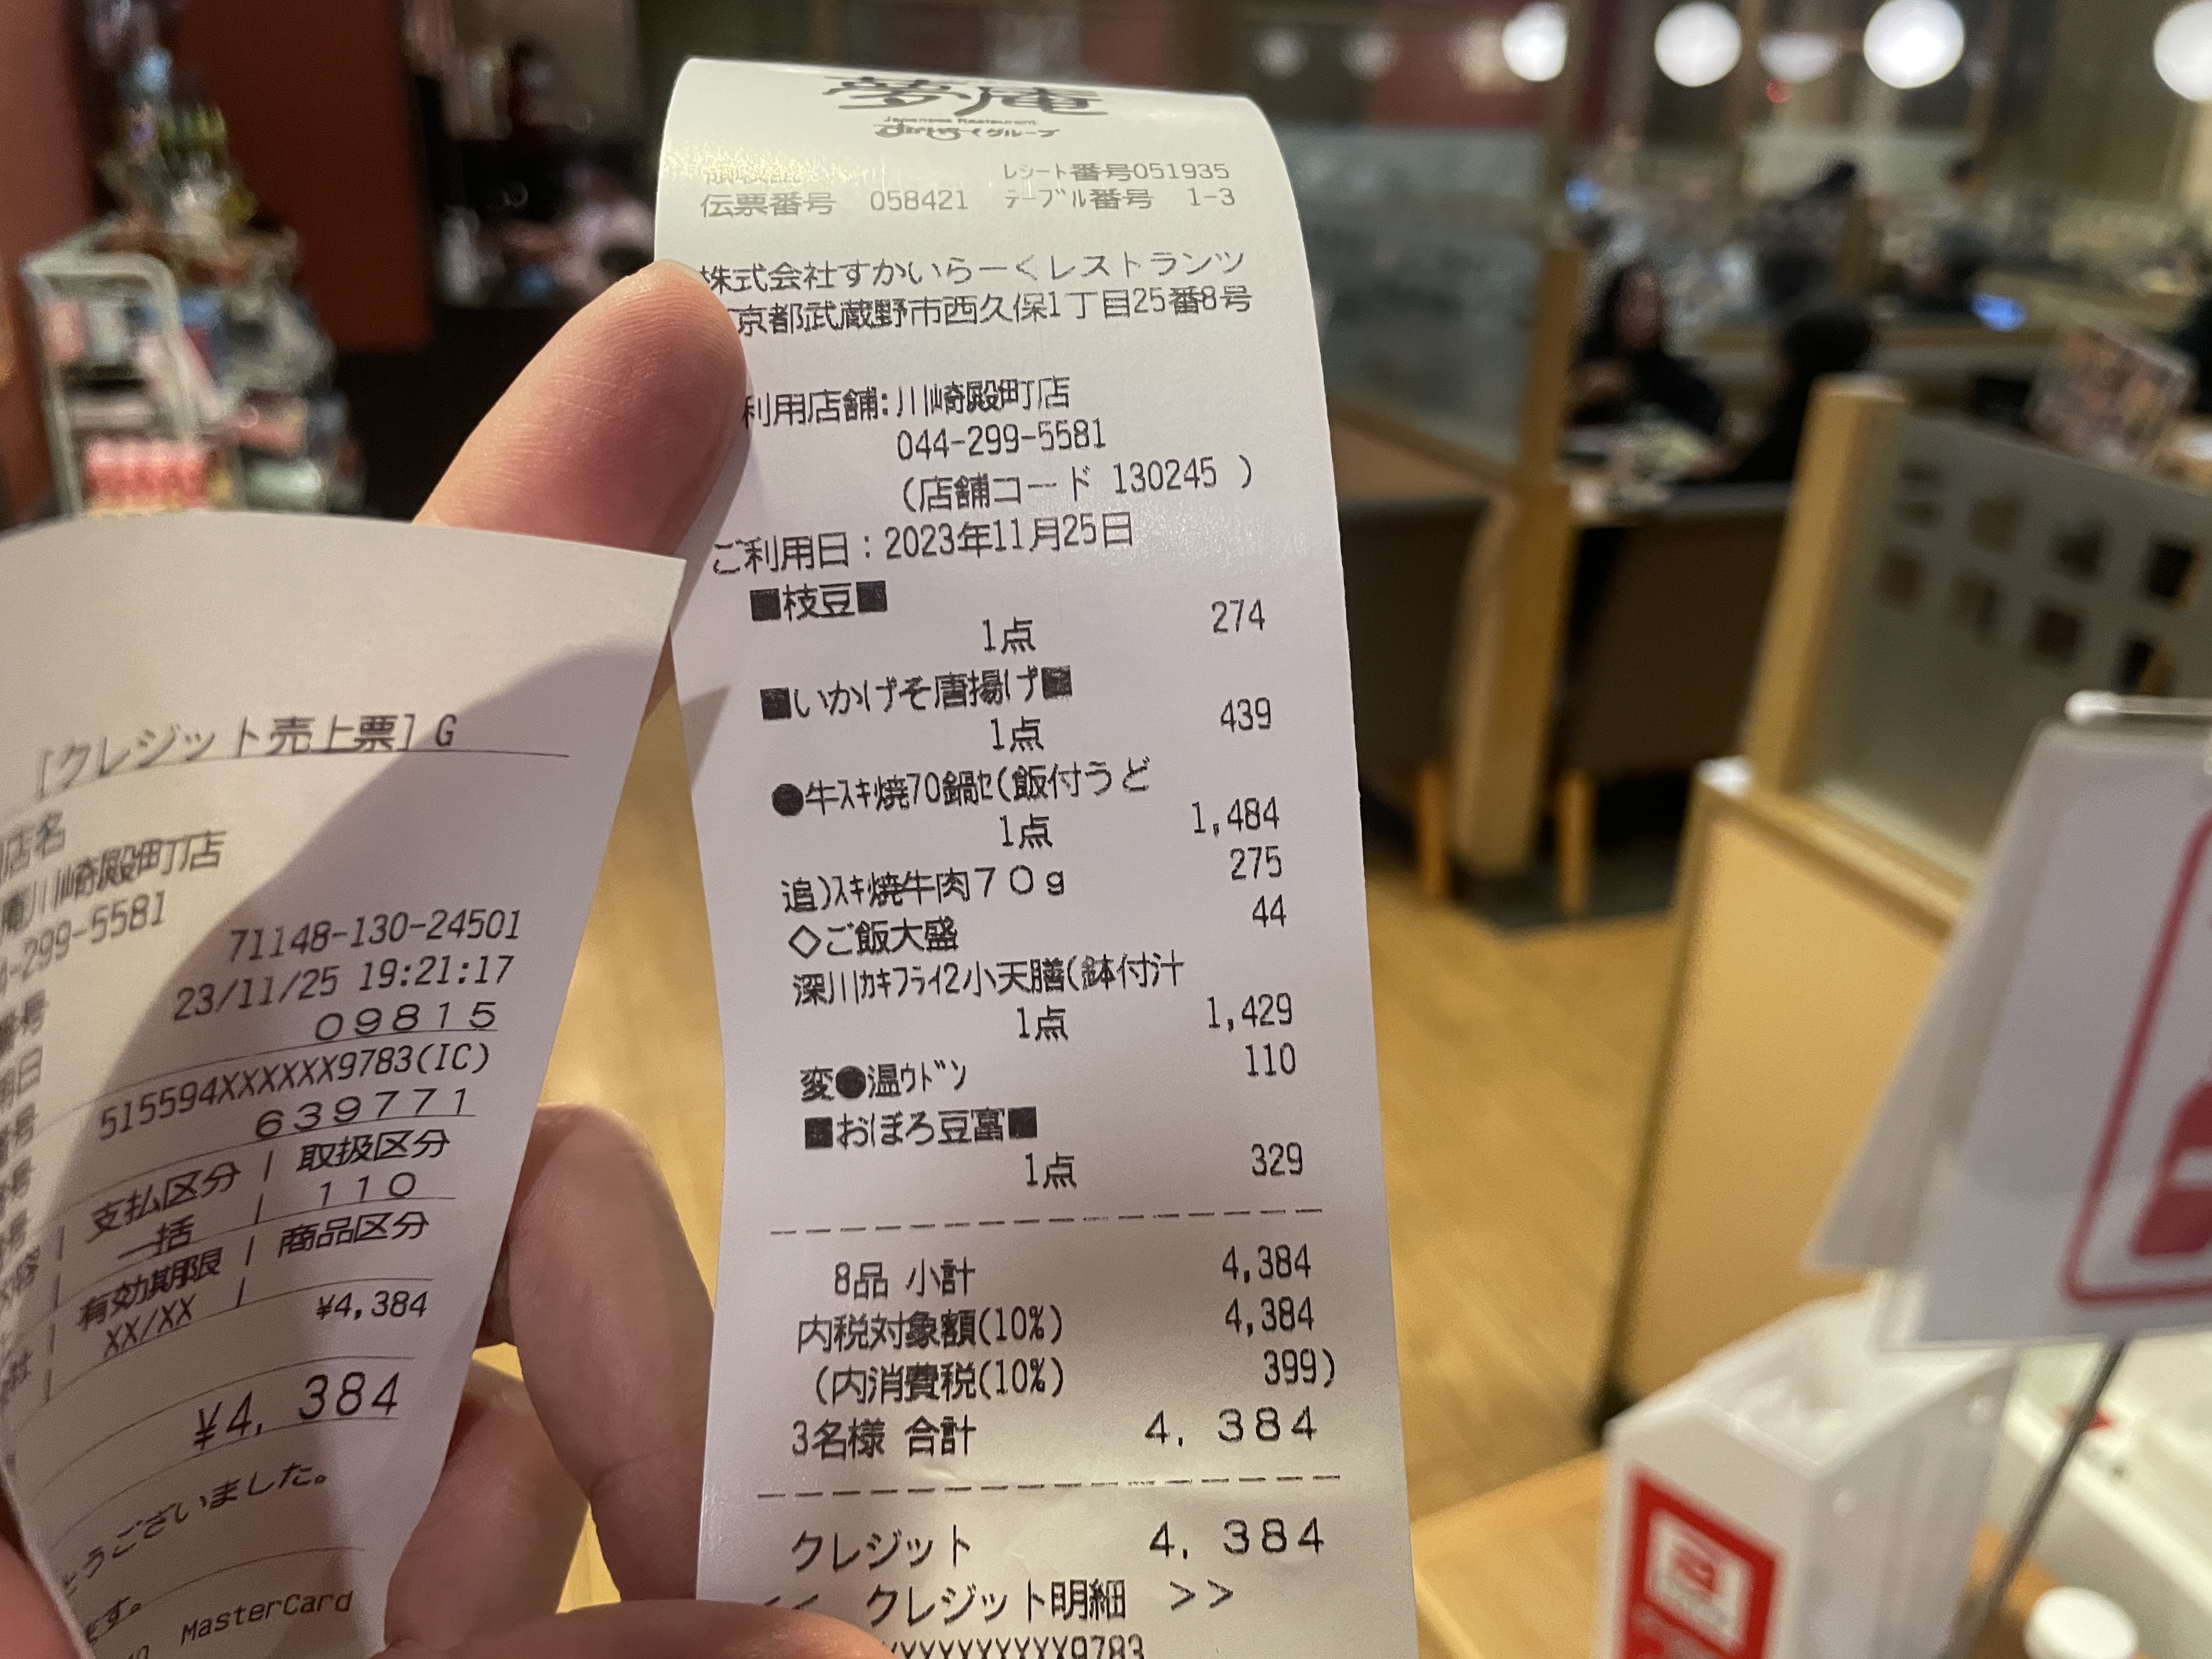 夢庵
Japanese Restaurant
すかいらーくグループ
レシート番号051935
伝票番号 058421 テーブル番号 1-3
株式会社すかいらーくレストランツ
京都武蔵野市西久保1丁目25番8号
利用店舗:川崎殿町店
044-299-5581
(店舗コード 130245 )
ご利用日:2023年11月25日
■枝豆■
1点 274
■いかげそ唐揚げ■
1点 439
●牛スキ焼70鍋セ(飯付うど
1点 1,484
追)スキ焼牛肉70g 275
◇ご飯大盛 44
深川カキフライ2小天膳(鉢付汁
1点 1,429
変●温ウドン 110
■おぼろ豆富■
1点 329
8品 小計 4,384
内税対象額(10%) 4,384
(内消費税(10%) 399)
3名様 合計 4,384
クレジット 4,384
<< クレジット明細 >>
XXXXXXXXXX9783
[クレジット売上票] G
店名
庵川崎殿町店
-299-5581
71148-130-24501
23/11/25 19:21:17
09815
515594XXXXXX9783(IC)
639771
支払区分 | 取扱区分
一括 | 110
有効期限 | 商品区分
XX/XX |
¥4,384
¥4,384
うございました。
ます。
MasterCard